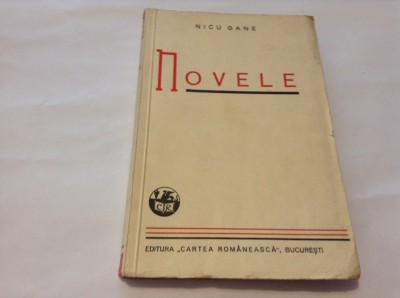 NICU GANE
NOVELE
EDITURA „CARTEA ROMÂNEASCĂ", BUCUREȘTI